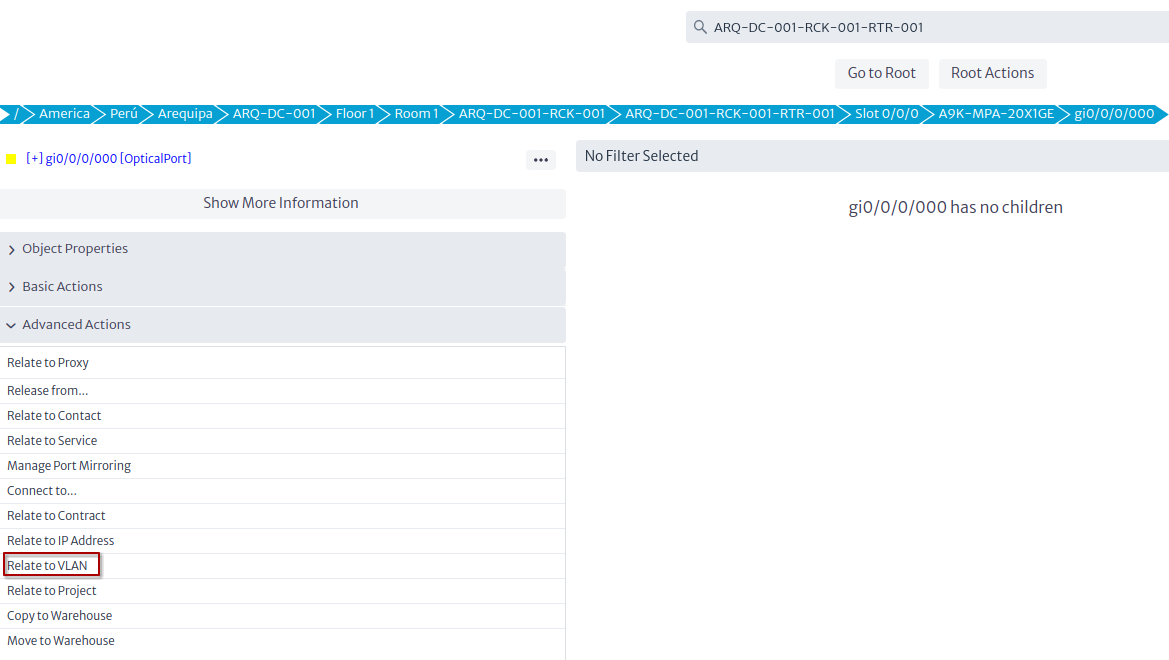 ARQ-DC-001-RCK-001-RTR-001
Go to Root Root Actions
/ America Perú Arequipa ARQ-DC-001 Floor 1 Room 1 ARQ-DC-001-RCK-001 ARQ-DC-001-RCK-001-RTR-001 Slot 0/0/0 A9K-MPA-20X1GE gi0/0/0/000
[+] gi0/0/0/000 [OpticalPort]
•••
No Filter Selected
Show More Information
gi0/0/0/000 has no children
Object Properties
Basic Actions
Advanced Actions
Relate to Proxy
Release from...
Relate to Contact
Relate to Service
Manage Port Mirroring
Connect to...
Relate to Contract
Relate to IP Address
Relate to VLAN
Relate to Project
Copy to Warehouse
Move to Warehouse